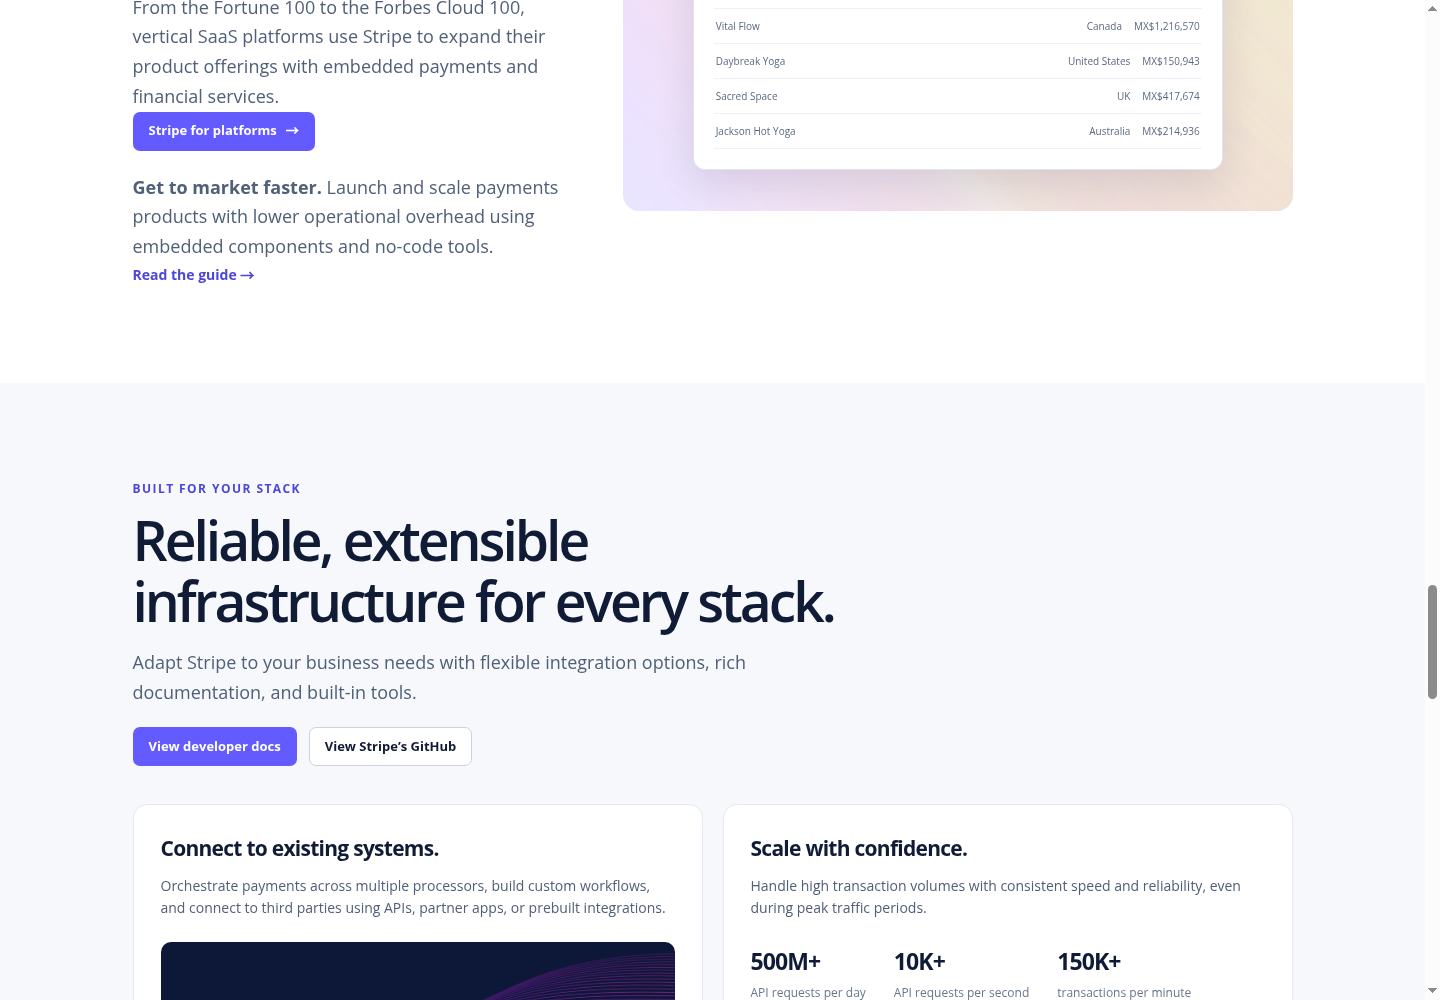 From the Fortune 100 to the Forbes Cloud 100,
vertical SaaS platforms use Stripe to expand their
product offerings with embedded payments and
financial services.
Stripe for platforms →
Get to market faster. Launch and scale payments
products with lower operational overhead using
embedded components and no-code tools.
Read the guide →
Vital Flow Canada MX$1,216,570
Daybreak Yoga United States MX$150,943
Sacred Space UK MX$417,674
Jackson Hot Yoga Australia MX$214,936
BUILT FOR YOUR STACK
Reliable, extensible
infrastructure for every stack.
Adapt Stripe to your business needs with flexible integration options, rich
documentation, and built-in tools.
View developer docs
View Stripe’s GitHub
Connect to existing systems.
Orchestrate payments across multiple processors, build custom workflows,
and connect to third parties using APIs, partner apps, or prebuilt integrations.
Scale with confidence.
Handle high transaction volumes with consistent speed and reliability, even
during peak traffic periods.
500M+ 10K+ 150K+
API requests per day API requests per second transactions per minute